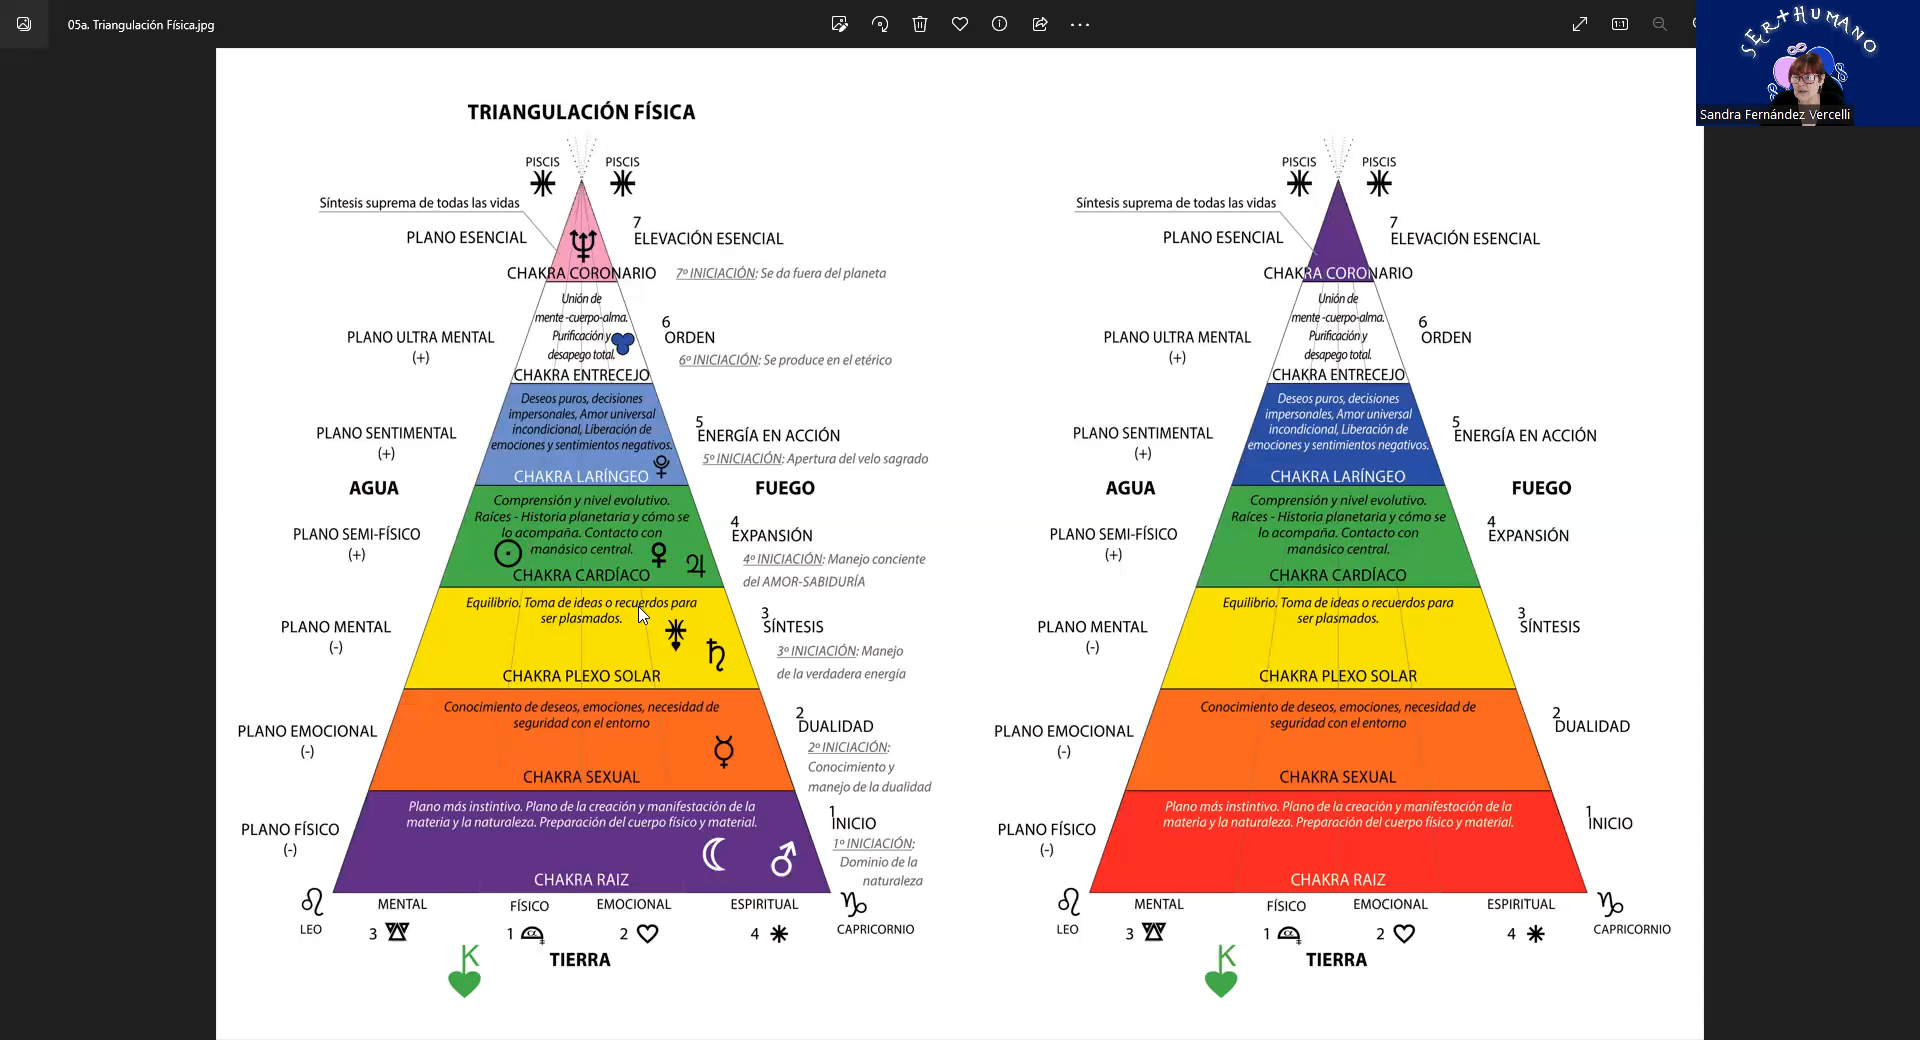 05a. Triangulación Física.jpg
SER+HUMANO
Sandra Fernández Vercelli
TRIANGULACIÓN FÍSICA
PISCIS PISCIS
Síntesis suprema de todas las vidas
7
PLANO ESENCIAL
ELEVACIÓN ESENCIAL
CHAKRA CORONARIO
7º INICIACIÓN: Se da fuera del planeta
Unión de
mente -cuerpo-alma.
Purificación y
desapego total.
6
PLANO ULTRA MENTAL
(+)
ORDEN
6º INICIACIÓN: Se produce en el etérico
CHAKRA ENTRECEJO
Deseos puros, decisiones
impersonales, Amor universal
incondicional, Liberación de
emociones y sentimientos negativos.
5
PLANO SENTIMENTAL
(+)
ENERGÍA EN ACCIÓN
5º INICIACIÓN: Apertura del velo sagrado
CHAKRA LARÍNGEO
AGUA
FUEGO
Comprensión y nivel evolutivo.
Raíces - Historia planetaria y cómo se
lo acompaña. Contacto con
manásico central.
4
PLANO SEMI-FÍSICO
(+)
EXPANSIÓN
4º INICIACIÓN: Manejo conciente
del AMOR-SABIDURÍA
CHAKRA CARDÍACO
Equilibrio. Toma de ideas o recuerdos para
ser plasmados.
3
PLANO MENTAL
(-)
SÍNTESIS
3º INICIACIÓN: Manejo
de la verdadera energía
CHAKRA PLEXO SOLAR
Conocimiento de deseos, emociones, necesidad de
seguridad con el entorno
2
PLANO EMOCIONAL
(-)
DUALIDAD
2º INICIACIÓN:
Conocimiento y
manejo de la dualidad
CHAKRA SEXUAL
Plano más instintivo. Plano de la creación y manifestación de la
materia y la naturaleza. Preparación del cuerpo físico y material.
1
PLANO FÍSICO
(-)
INICIO
1º INICIACIÓN:
Dominio de la
naturaleza
CHAKRA RAIZ
LEO
MENTAL FÍSICO EMOCIONAL ESPIRITUAL
CAPRICORNIO
3 1 2 4
K
TIERRA
PISCIS PISCIS
Síntesis suprema de todas las vidas
7
PLANO ESENCIAL
ELEVACIÓN ESENCIAL
CHAKRA CORONARIO
Unión de
mente -cuerpo-alma.
Purificación y
desapego total.
6
PLANO ULTRA MENTAL
(+)
ORDEN
CHAKRA ENTRECEJO
Deseos puros, decisiones
impersonales, Amor universal
incondicional, Liberación de
emociones y sentimientos negativos.
5
PLANO SENTIMENTAL
(+)
ENERGÍA EN ACCIÓN
CHAKRA LARÍNGEO
AGUA
FUEGO
Comprensión y nivel evolutivo.
Raíces - Historia planetaria y cómo se
lo acompaña. Contacto con
manásico central.
4
PLANO SEMI-FÍSICO
(+)
EXPANSIÓN
CHAKRA CARDÍACO
Equilibrio. Toma de ideas o recuerdos para
ser plasmados.
3
PLANO MENTAL
(-)
SÍNTESIS
CHAKRA PLEXO SOLAR
Conocimiento de deseos, emociones, necesidad de
seguridad con el entorno
2
PLANO EMOCIONAL
(-)
DUALIDAD
CHAKRA SEXUAL
Plano más instintivo. Plano de la creación y manifestación de la
materia y la naturaleza. Preparación del cuerpo físico y material.
1
PLANO FÍSICO
(-)
INICIO
CHAKRA RAIZ
LEO
MENTAL FÍSICO EMOCIONAL ESPIRITUAL
CAPRICORNIO
3 1 2 4
K
TIERRA